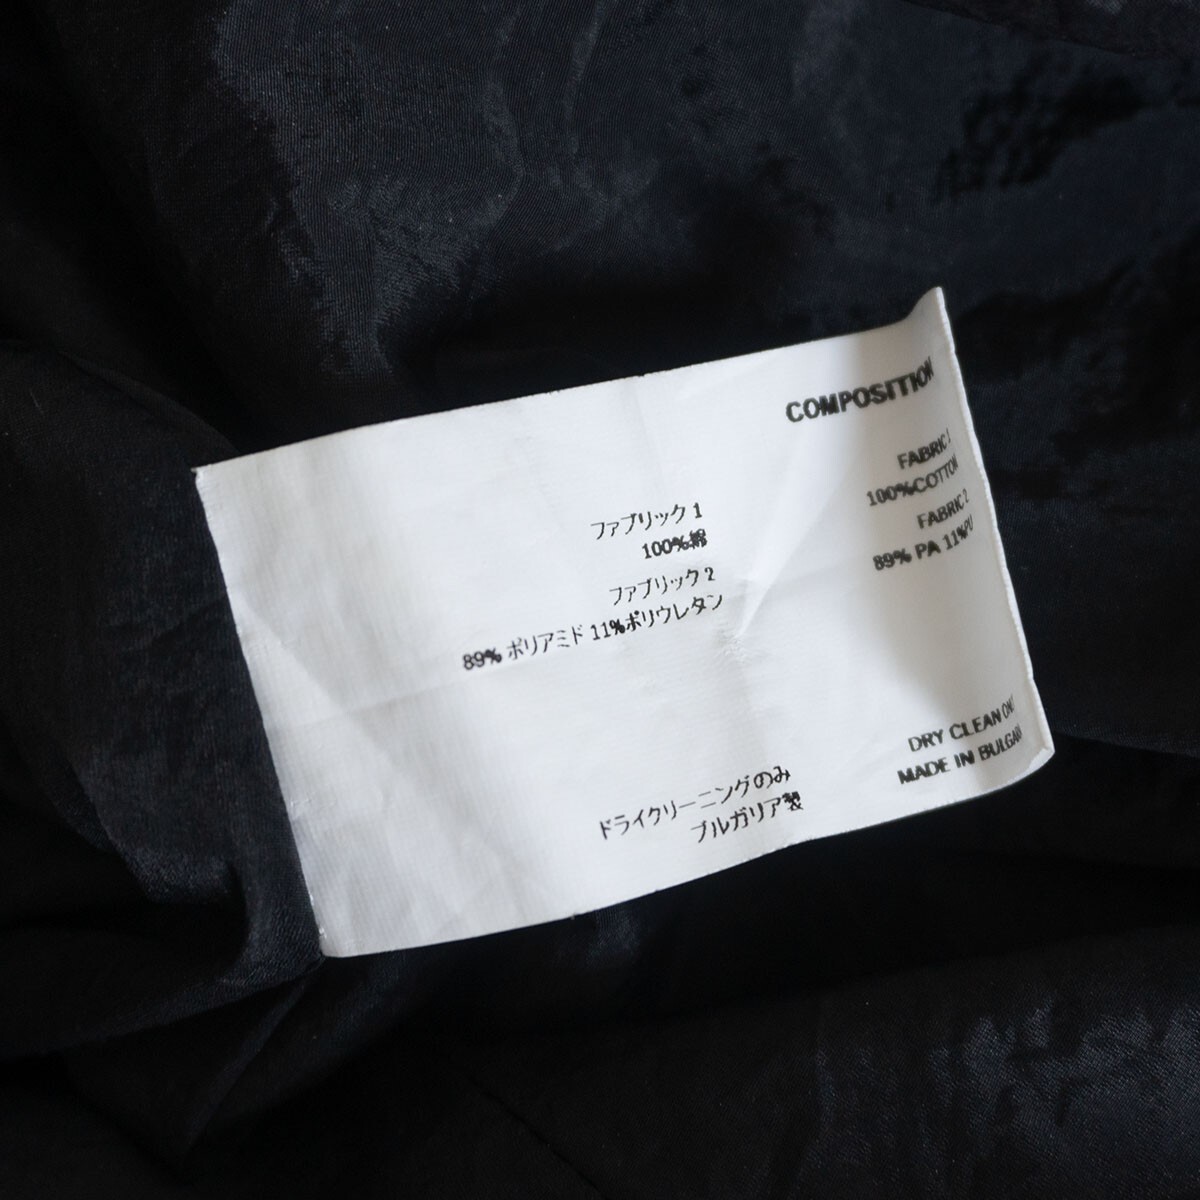 COMPOSITION
FABRIC 1
100%COTTON
FABRIC 2
89% PA 11%PU
DRY CLEAN ONLY
MADE IN
ファブリック 1
100%綿
ファブリック 2
89% ポリアミド 11%ポリウレタン
ドライクリーニングのみ
ブルガリア製